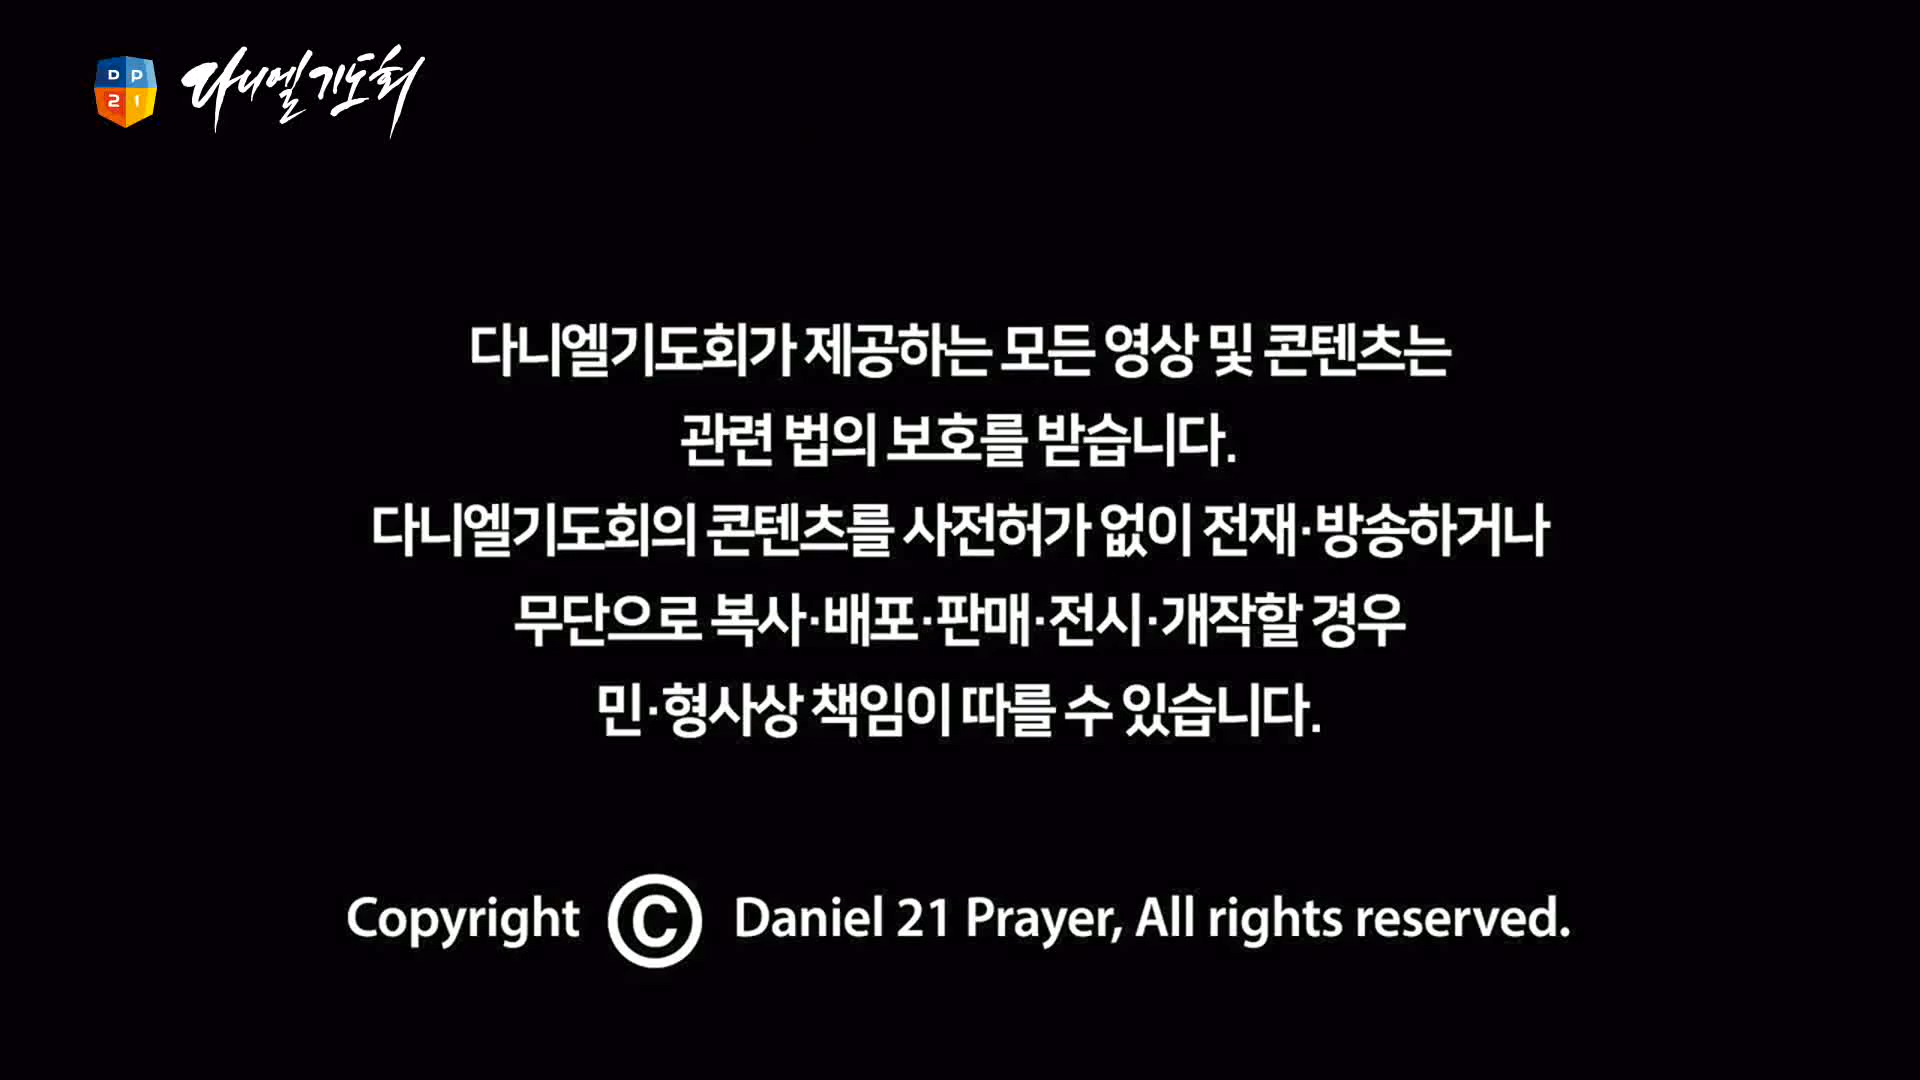 DP
21
다니엘기도회
다니엘기도회가 제공하는 모든 영상 및 콘텐츠는
관련 법의 보호를 받습니다.
다니엘기도회의 콘텐츠를 사전허가 없이 전재·방송하거나
무단으로 복사·배포·판매·전시·개작할 경우
민·형사상 책임이 따를 수 있습니다.
Copyright © Daniel 21 Prayer, All rights reserved.